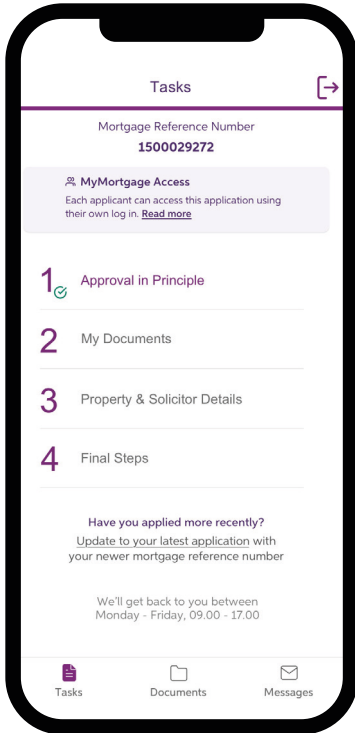 Tasks
Mortgage Reference Number
1500029272
MyMortgage Access
Each applicant can access this application using
their own log in. Read more
1 Approval in Principle
2 My Documents
3 Property & Solicitor Details
4 Final Steps
Have you applied more recently?
Update to your latest application with
your newer mortgage reference number
We'll get back to you between
Monday - Friday, 09.00 - 17.00
Tasks Documents Messages